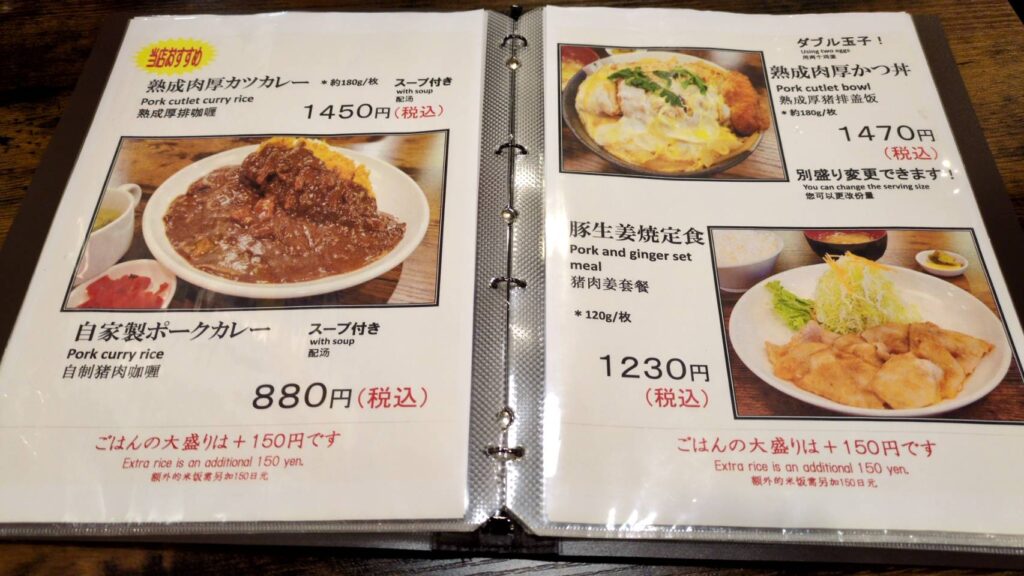 当店おすすめ
熟成肉厚カツカレー *約180g/枚 スープ付き
Pork cutlet curry rice with soup
熟成厚排咖喱 1450円(税込) 配汤
自家製ポークカレー スープ付き
Pork curry rice with soup
自制猪肉咖喱 配汤
880円(税込)
ごはんの大盛りは+150円です
Extra rice is an additional 150 yen.
额外的米饭需另加150日元
ダブル玉子!
Using two eggs
用两个鸡蛋
熟成肉厚かつ丼
Pork cutlet bowl
熟成厚猪排盖饭
*約180g/枚
1470円
(税込)
別盛り変更できます!
You can change the serving size
您可以更改份量
豚生姜焼定食
Pork and ginger set
meal
猪肉姜套餐
*120g/枚
1230円
(税込)
ごはんの大盛りは+150円です
Extra rice is an additional 150 yen.
额外的米饭需另加150日元